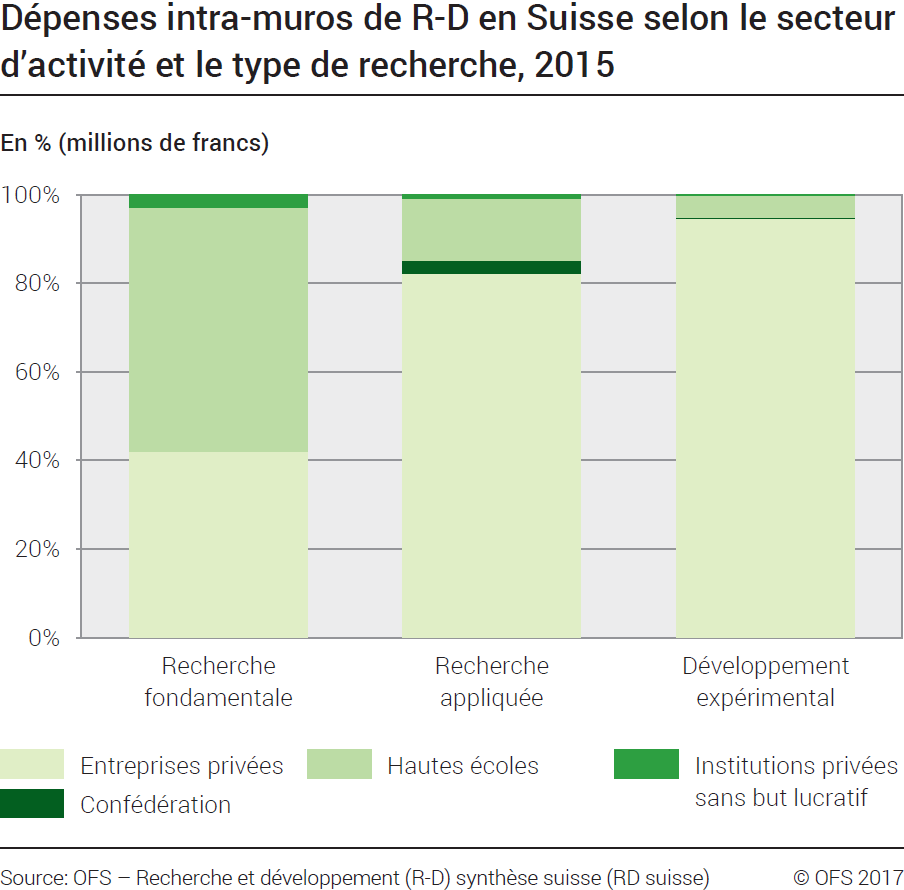 Dépenses intra-muros de R-D en Suisse selon le secteur
d’activité et le type de recherche, 2015
En % (millions de francs)
100%
80%
60%
40%
20%
0%
Recherche
fondamentale
Recherche
appliquée
Développement
expérimental
Entreprises privées
Hautes écoles
Institutions privées
sans but lucratif
Confédération
Source: OFS – Recherche et développement (R-D) synthèse suisse (RD suisse)
© OFS 2017